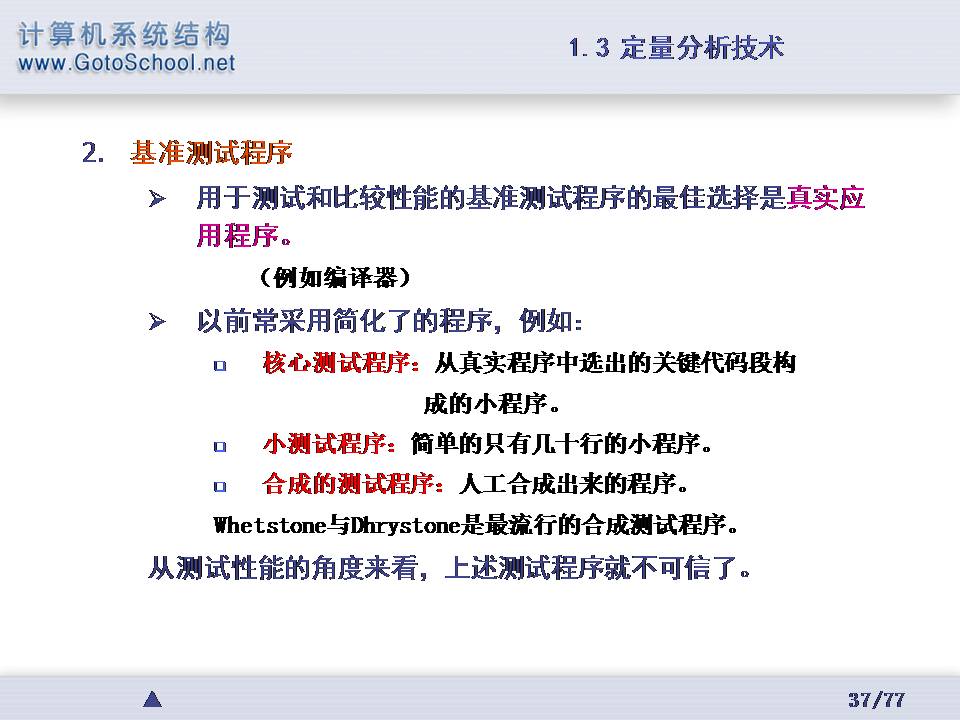 计算机系统结构
www.GotoSchool.net
1.3 定量分析技术
2. 基准测试程序
➢ 用于测试和比较性能的基准测试程序的最佳选择是真实应
用程序。
(例如编译器)
➢ 以前常采用简化了的程序，例如：
□ 核心测试程序：从真实程序中选出的关键代码段构
成的小程序。
□ 小测试程序：简单的只有几十行的小程序。
□ 合成的测试程序：人工合成出来的程序。
Whetstone与Dhrystone是最流行的合成测试程序。
从测试性能的角度来看，上述测试程序就不可信了。
▲ 37/77